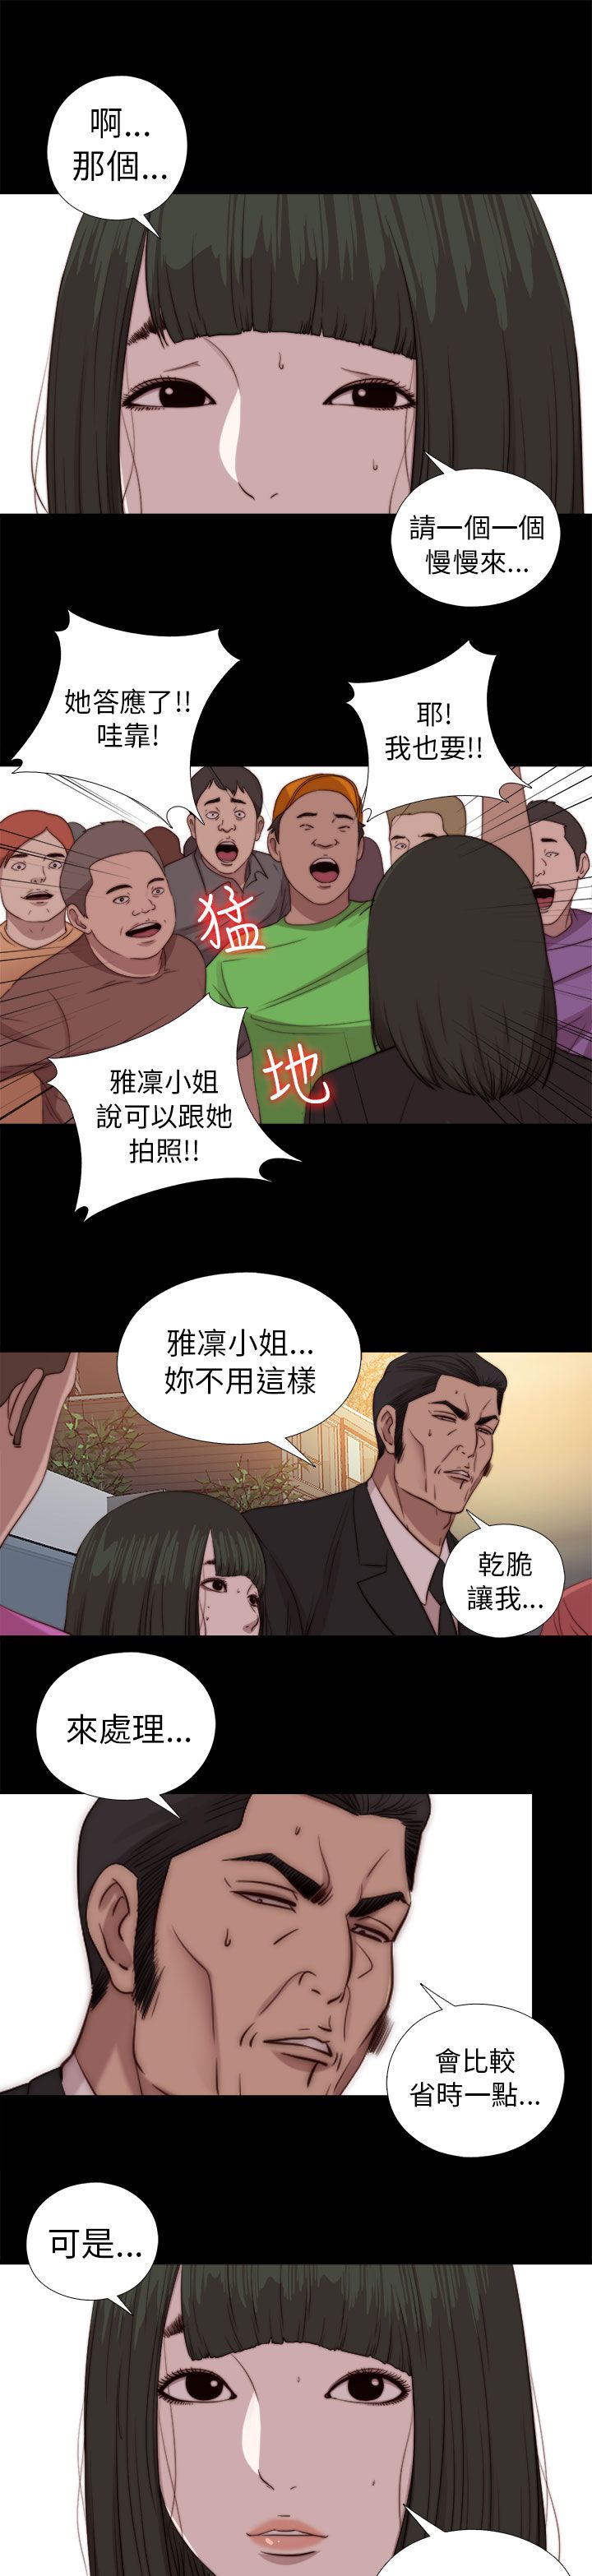 啊...
那個...
請一個一個
慢慢來...
她答應了!!
哇靠!
耶!
我也要!!
猛
地
雅凜小姐
說可以跟她
拍照!!
雅凜小姐...
妳不用這樣
乾脆
讓我...
來處理...
會比較
省時一點...
可是...